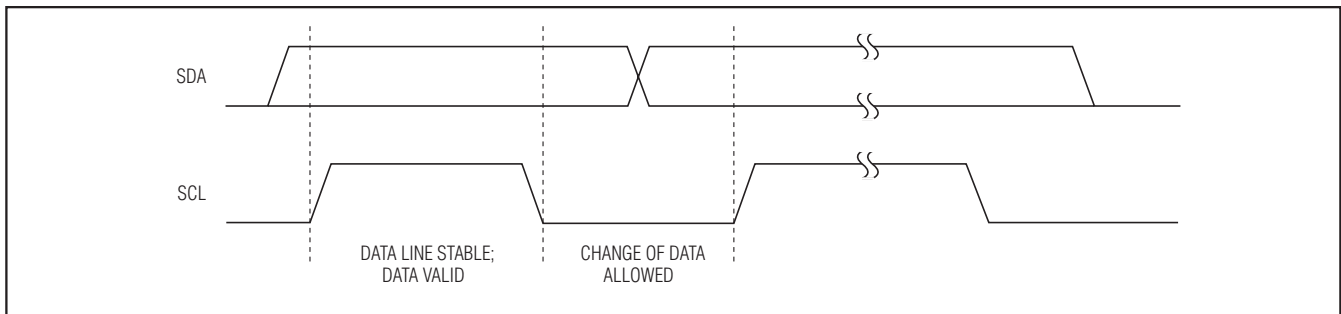 SDA
SCL
DATA LINE STABLE;
DATA VALID
CHANGE OF DATA
ALLOWED